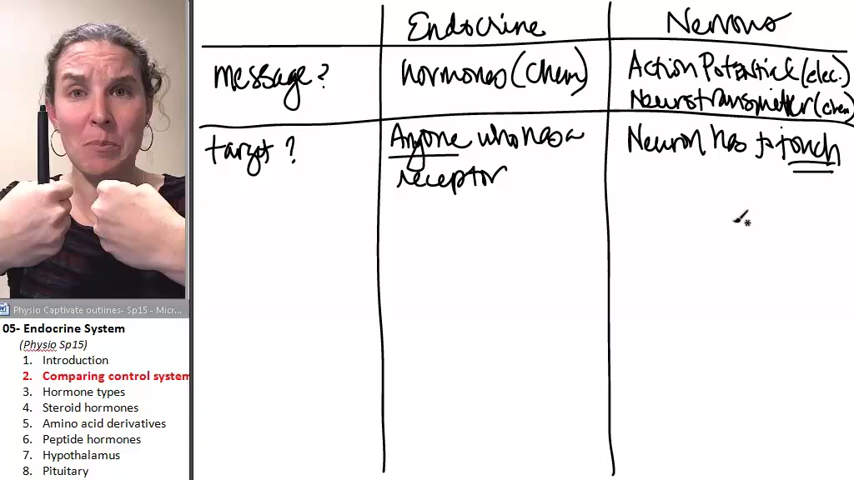 Endocrine Nervous
message? hormones (Chem) Action Potential (elec.)
Neurotransmitter (chem)
target? Anyone who has a Neuron has to touch
receptor
Physio Captivate outlines- Sp15 - Micr...
05- Endocrine System
(Physio Sp15)
1. Introduction
2. Comparing control system
3. Hormone types
4. Steroid hormones
5. Amino acid derivatives
6. Peptide hormones
7. Hypothalamus
8. Pituitary